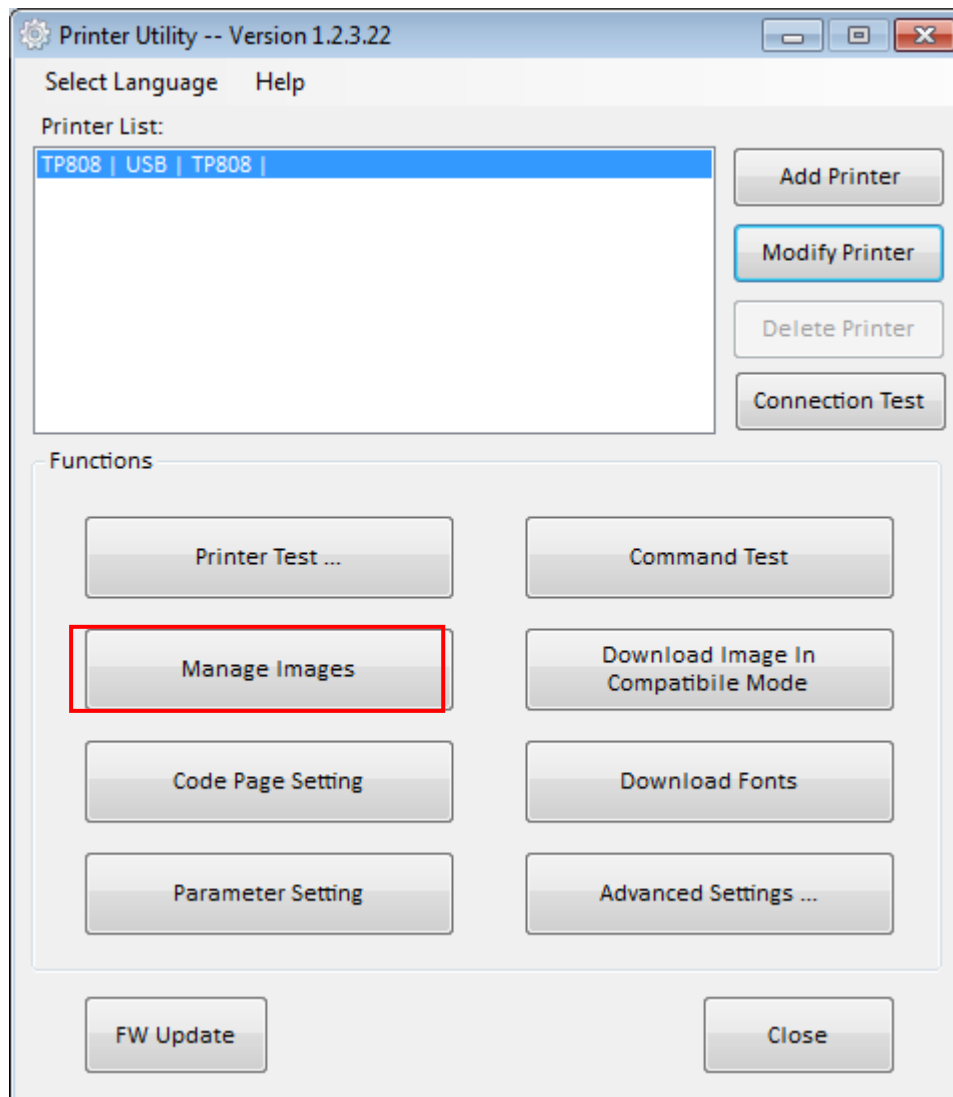 Printer Utility -- Version 1.2.3.22
Select Language Help
Printer List:
TP808 | USB | TP808 |
Add Printer
Modify Printer
Delete Printer
Connection Test
Functions
Printer Test ...
Command Test
Manage Images
Download Image In
Compatibile Mode
Code Page Setting
Download Fonts
Parameter Setting
Advanced Settings ...
FW Update
Close